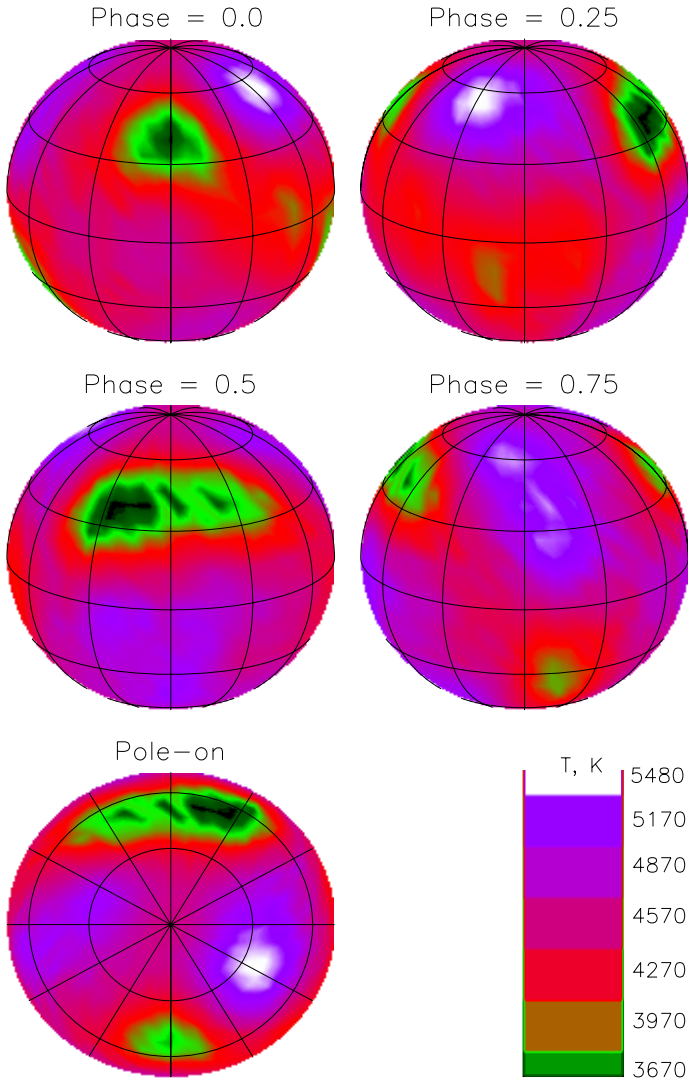 Phase = 0.0
Phase = 0.25
Phase = 0.5
Phase = 0.75
Pole-on
T, K
5480
5170
4870
4570
4270
3970
3670